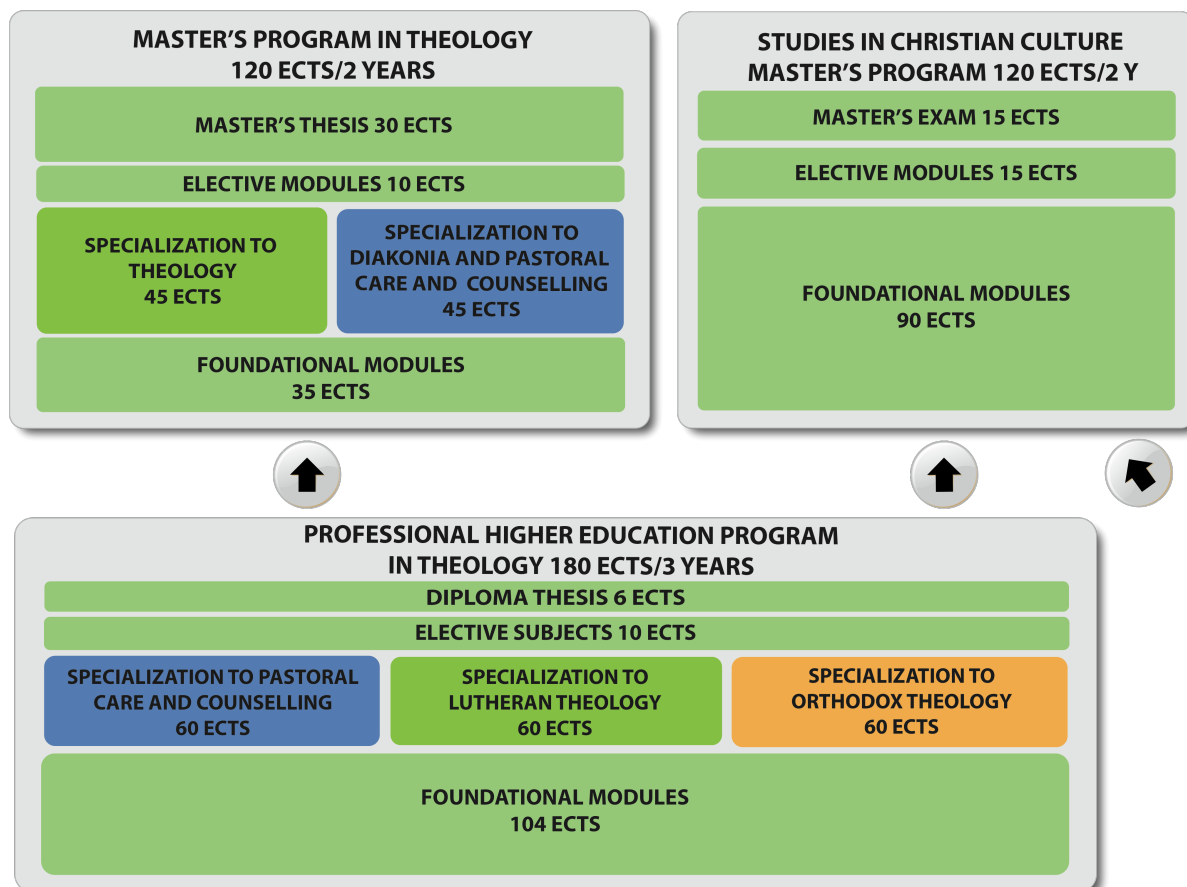 MASTER'S PROGRAM IN THEOLOGY
120 ECTS/2 YEARS
MASTER'S THESIS 30 ECTS
ELECTIVE MODULES 10 ECTS
SPECIALIZATION TO
THEOLOGY
45 ECTS
SPECIALIZATION TO
DIAKONIA AND PASTORAL
CARE AND COUNSELLING
45 ECTS
FOUNDATIONAL MODULES
35 ECTS
STUDIES IN CHRISTIAN CULTURE
MASTER'S PROGRAM 120 ECTS/2 Y
MASTER'S EXAM 15 ECTS
ELECTIVE MODULES 15 ECTS
FOUNDATIONAL MODULES
90 ECTS
PROFESSIONAL HIGHER EDUCATION PROGRAM
IN THEOLOGY 180 ECTS/3 YEARS
DIPLOMA THESIS 6 ECTS
ELECTIVE SUBJECTS 10 ECTS
SPECIALIZATION TO PASTORAL
CARE AND COUNSELLING
60 ECTS
SPECIALIZATION TO
LUTHERAN THEOLOGY
60 ECTS
SPECIALIZATION TO
ORTHODOX THEOLOGY
60 ECTS
FOUNDATIONAL MODULES
104 ECTS